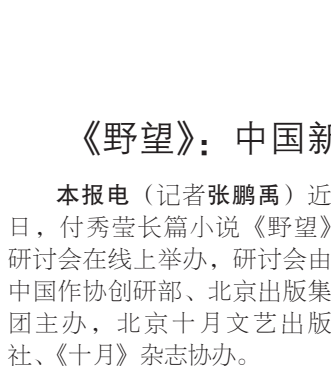 《野望》：中国新
本报电（记者张鹏禹）近
日，付秀莹长篇小说《野望》
研讨会在线上举办，研讨会由
中国作协创研部、北京出版集
团主办，北京十月文艺出版
社、《十月》杂志协办。